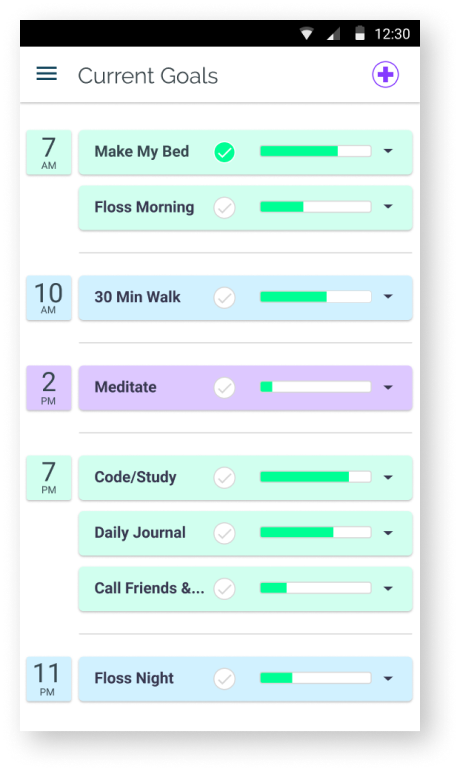 12:30
Current Goals
7
AM
Make My Bed
Floss Morning
10
AM
30 Min Walk
2
PM
Meditate
7
PM
Code/Study
Daily Journal
Call Friends &...
11
PM
Floss Night